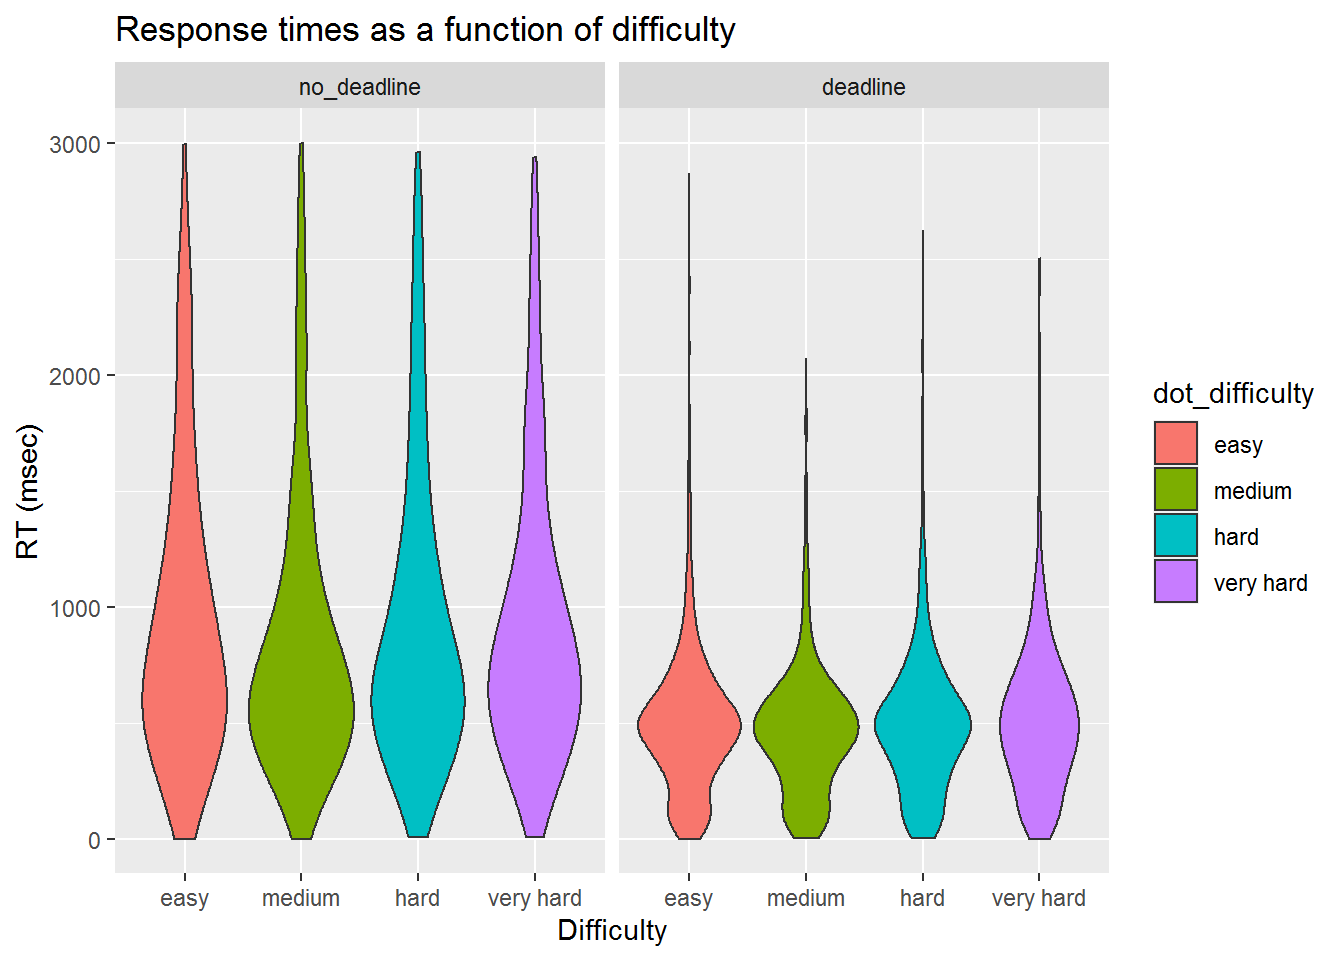 Response times as a function of difficulty
no_deadline
deadline
RT (msec)
3000
2000
1000
0
easy medium hard very hard
easy medium hard very hard
Difficulty
dot_difficulty
easy
medium
hard
very hard